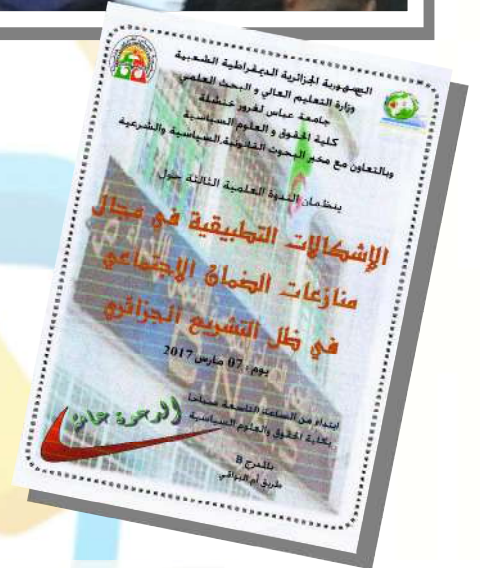 الجمهورية الجزائرية الديمقراطية الشعبية
وزارة التعليم العالي و البحث العلمي
جامعة عباس لغرور خنشلة
كلية الحقوق و العلوم السياسية
وبالتعاون مع مخبر البحوث القانونية السياسية والشرعية
ينظمان الندوة العلمية الثالثة حول
الإشكالات التطبيقية في مجال
منازعات الضمان الاجتماعي
في ظل التشريع الجزائري
يوم: 07 مارس 2017
ابتداء من الساعة التاسعة صباحا
بكلية الحقوق والعلوم السياسية
الدعوة عامة
بالمدرج B
طريق أم البواقي